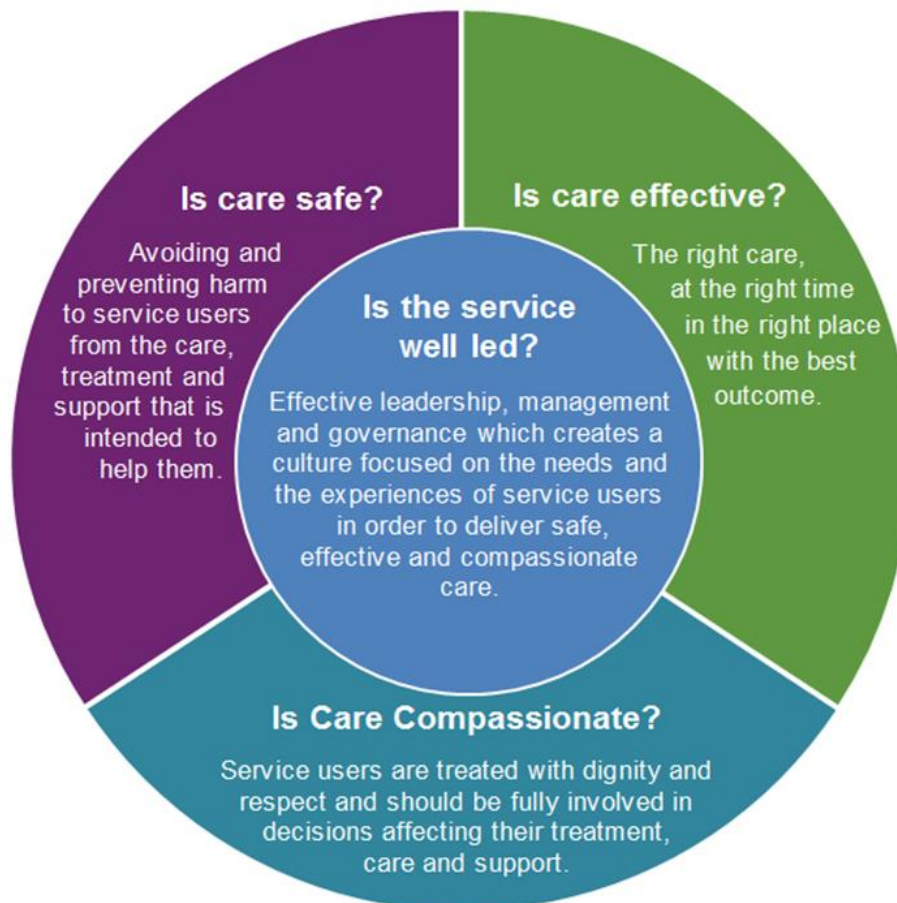 Is care safe?
Avoiding and
preventing harm
to service users
from the care,
treatment and
support that is
intended to
help them.
Is care effective?
The right care,
at the right time
in the right place
with the best
outcome.
Is the service
well led?
Effective leadership, management
and governance which creates a
culture focused on the needs and
the experiences of service users
in order to deliver safe,
effective and compassionate
care.
Is Care Compassionate?
Service users are treated with dignity and
respect and should be fully involved in
decisions affecting their treatment,
care and support.